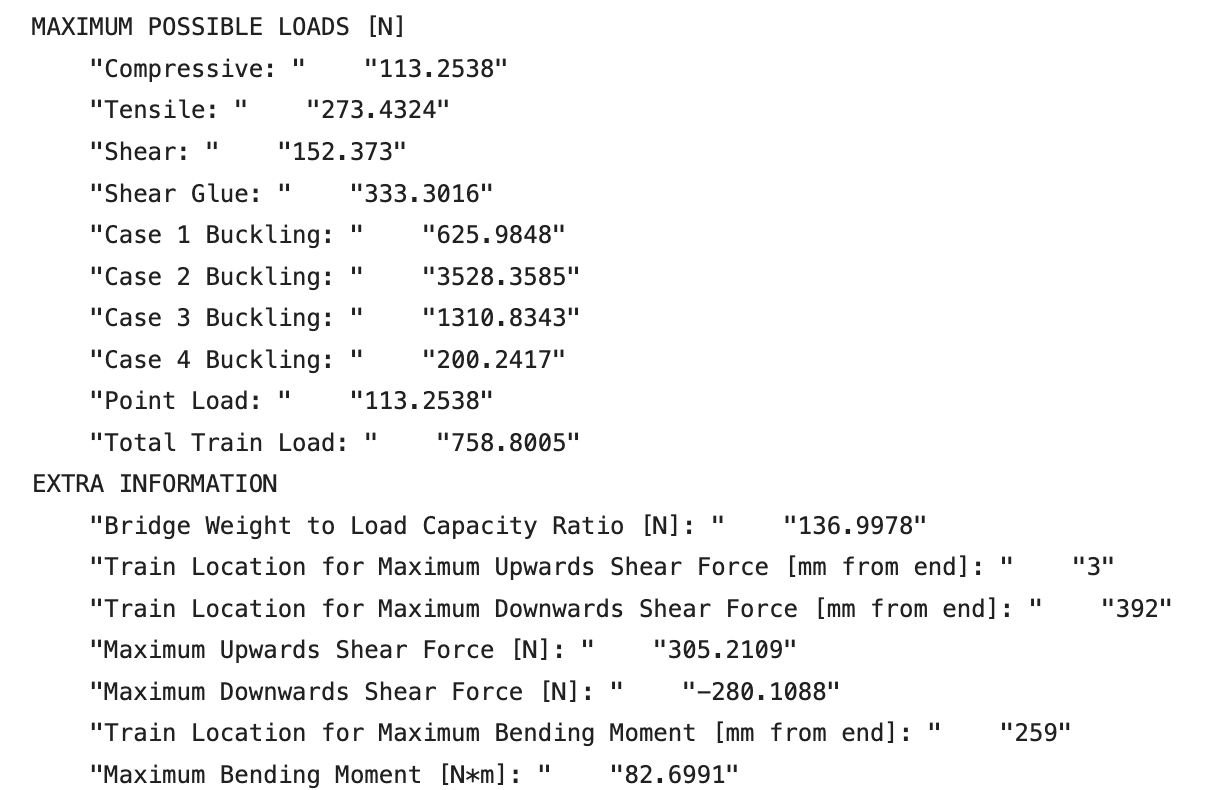 MAXIMUM POSSIBLE LOADS [N]
"Compressive: " "113.2538"
"Tensile: " "273.4324"
"Shear: " "152.373"
"Shear Glue: " "333.3016"
"Case 1 Buckling: " "625.9848"
"Case 2 Buckling: " "3528.3585"
"Case 3 Buckling: " "1310.8343"
"Case 4 Buckling: " "200.2417"
"Point Load: " "113.2538"
"Total Train Load: " "758.8005"
EXTRA INFORMATION
"Bridge Weight to Load Capacity Ratio [N]: " "136.9978"
"Train Location for Maximum Upwards Shear Force [mm from end]: " "3"
"Train Location for Maximum Downwards Shear Force [mm from end]: " "392"
"Maximum Upwards Shear Force [N]: " "305.2109"
"Maximum Downwards Shear Force [N]: " "-280.1088"
"Train Location for Maximum Bending Moment [mm from end]: " "259"
"Maximum Bending Moment [N*m]: " "82.6991"